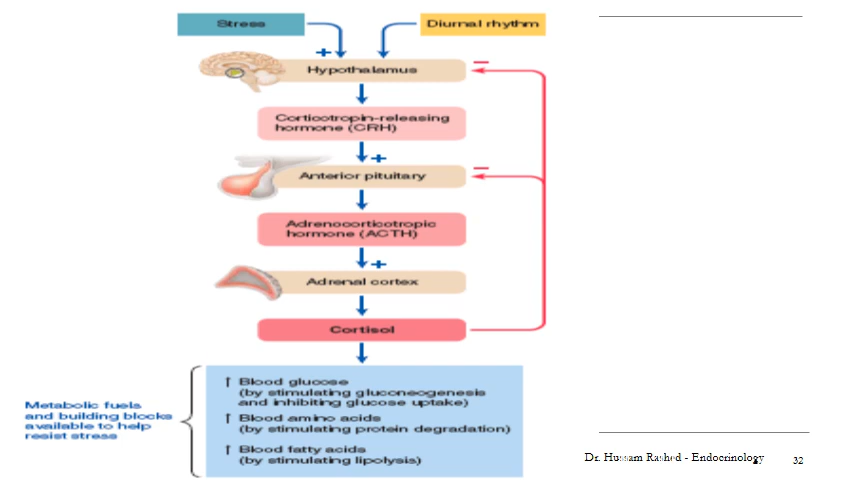 Stress
Diurnal rhythm
+
Hypothalamus
−
Corticotropin-releasing
hormone (CRH)
+
Anterior pituitary
−
Adrenocorticotropic
hormone (ACTH)
+
Adrenal cortex
Cortisol
Metabolic fuels
and building blocks
available to help
resist stress
↑ Blood glucose
(by stimulating gluconeogenesis
and inhibiting glucose uptake)
↑ Blood amino acids
(by stimulating protein degradation)
↑ Blood fatty acids
(by stimulating lipolysis)
Dr. Hussam Rashed - Endocrinology
32